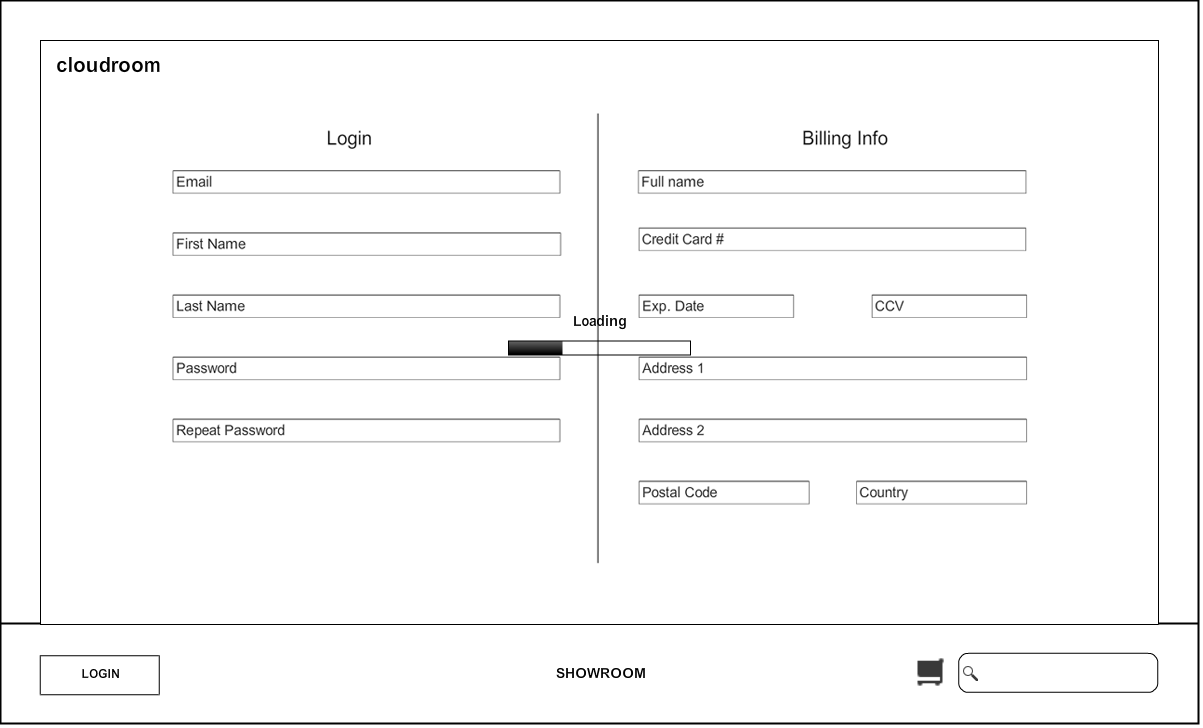 cloudroom
Login
Email
First Name
Last Name
Password
Repeat Password
Billing Info
Full name
Credit Card #
Exp. Date
CCV
Address 1
Address 2
Postal Code
Country
Loading
LOGIN
SHOWROOM